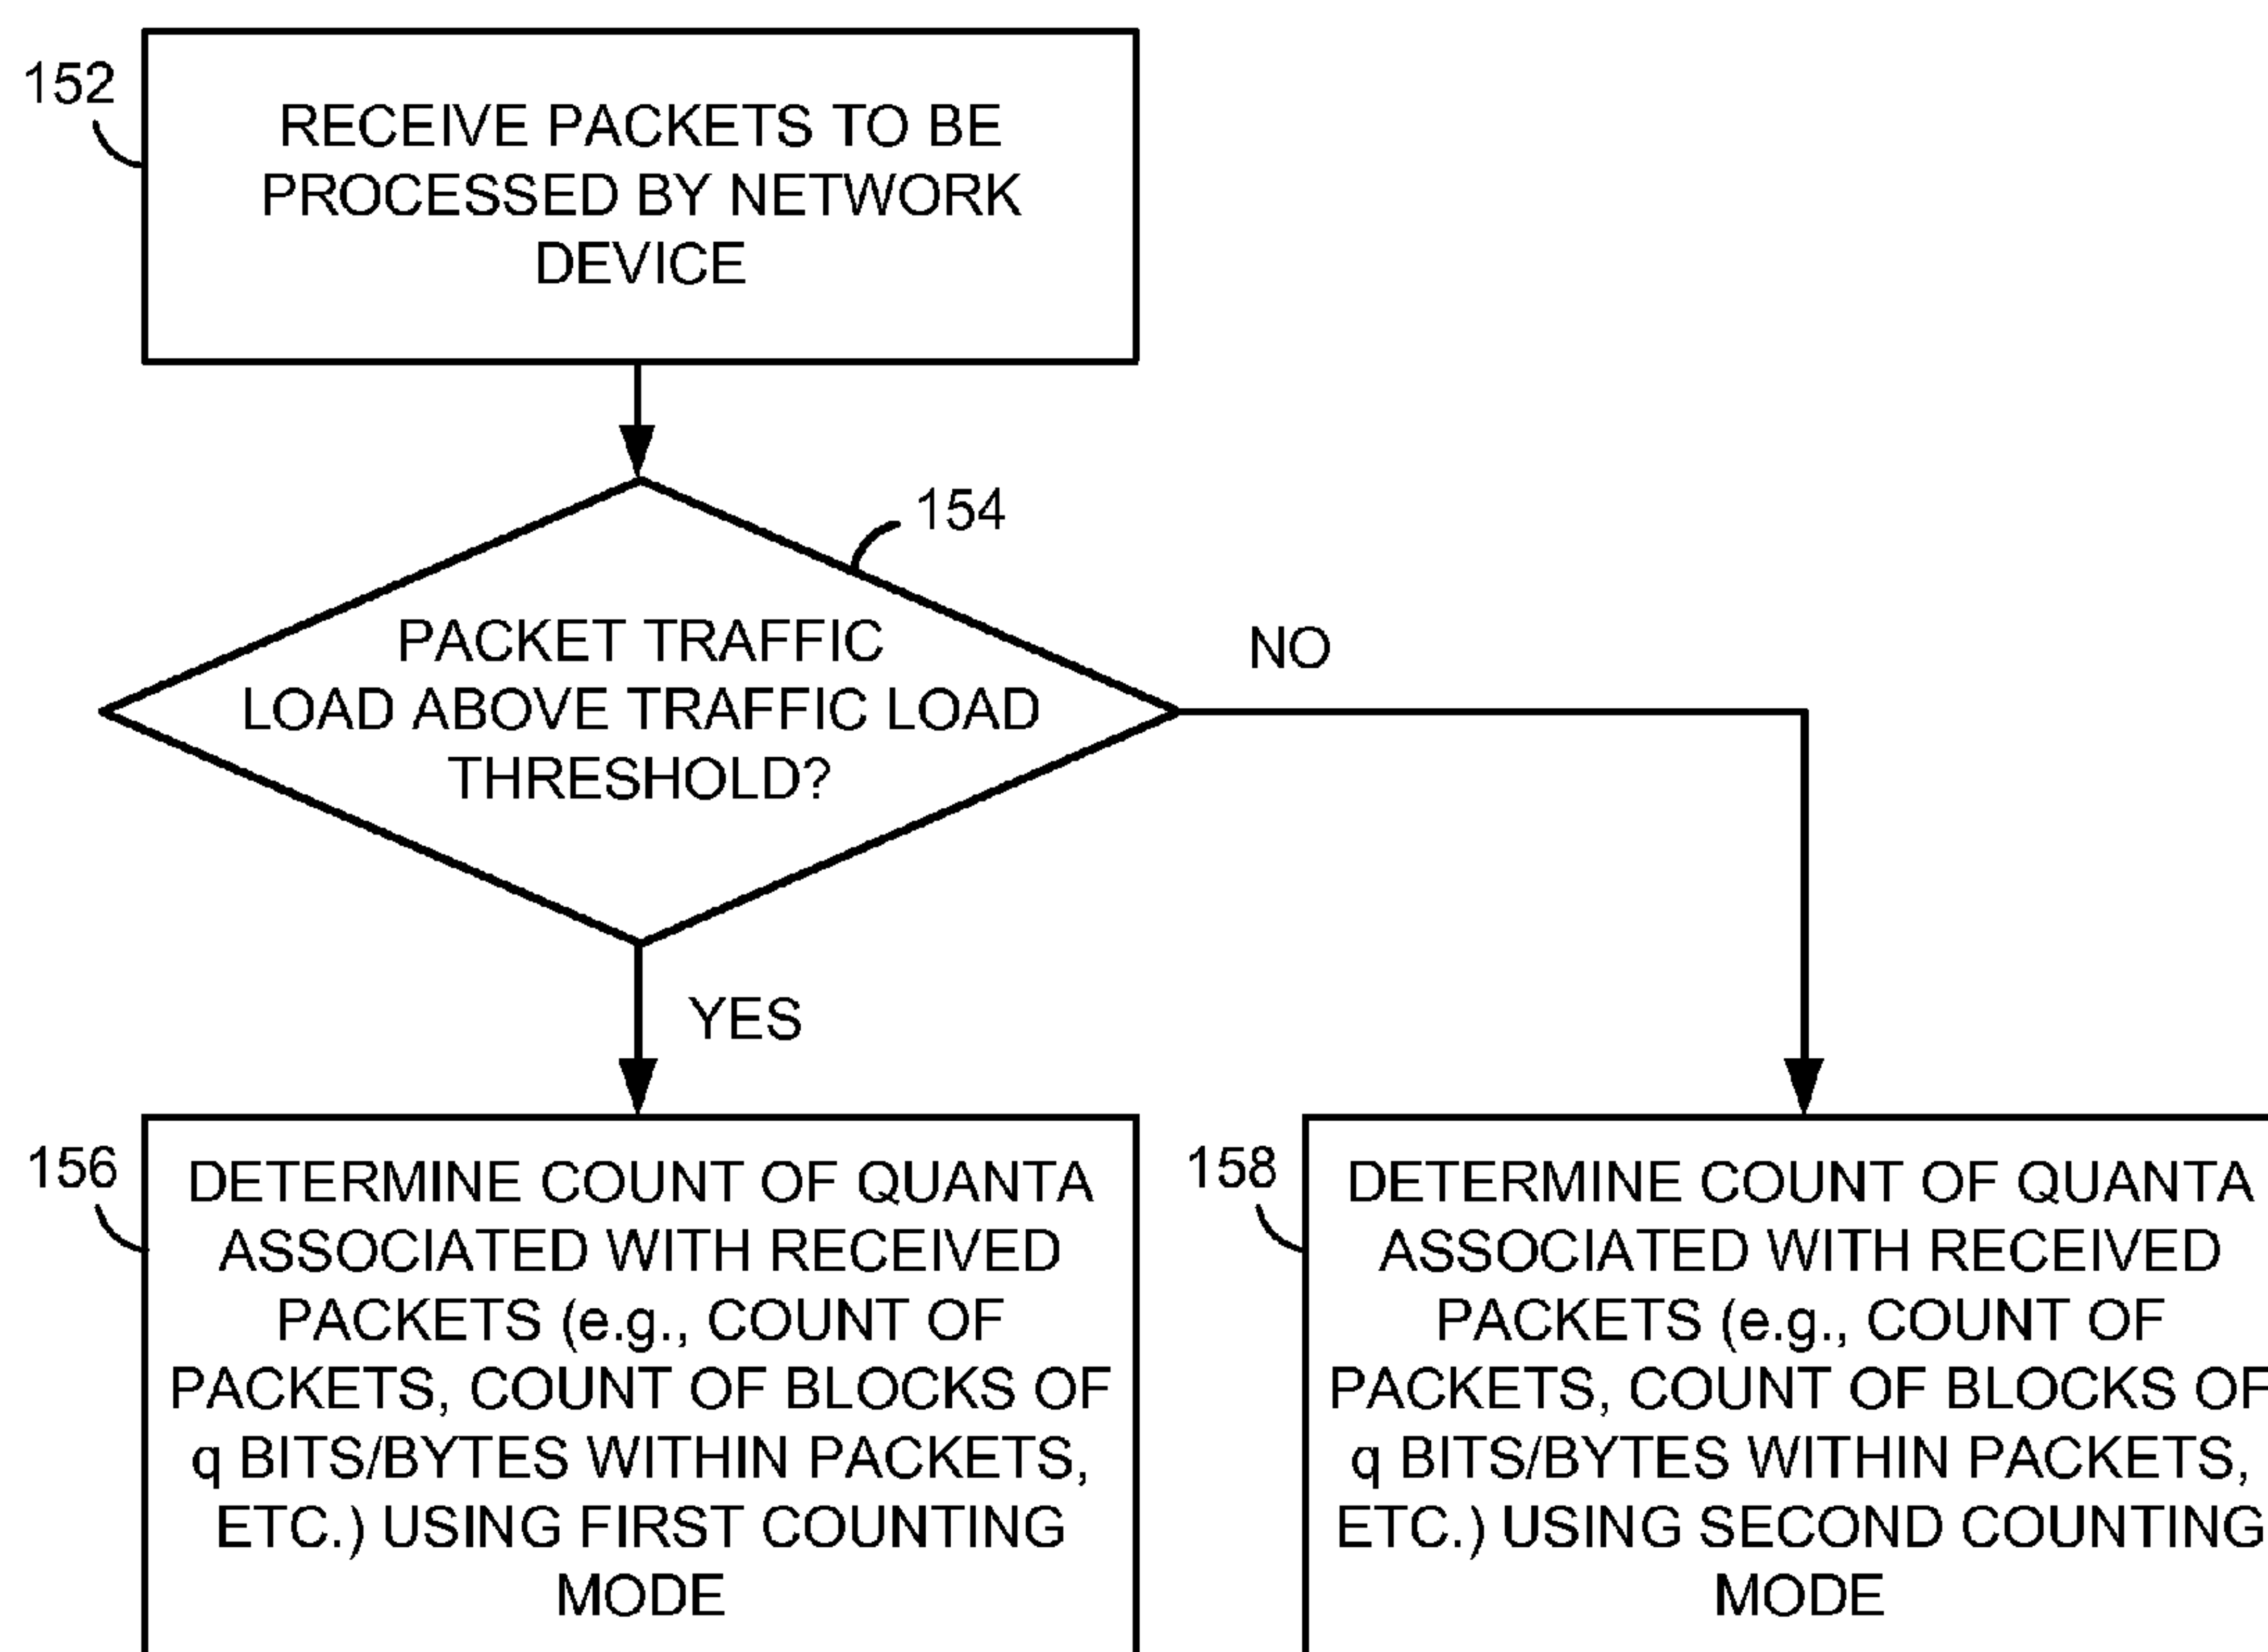 152
RECEIVE PACKETS TO BE
PROCESSED BY NETWORK
DEVICE
154
PACKET TRAFFIC
LOAD ABOVE TRAFFIC LOAD
THRESHOLD?
NO
YES
156
DETERMINE COUNT OF QUANTA
ASSOCIATED WITH RECEIVED
PACKETS (e.g., COUNT OF
PACKETS, COUNT OF BLOCKS OF
q BITS/BYTES WITHIN PACKETS,
ETC.) USING FIRST COUNTING
MODE
158
DETERMINE COUNT OF QUANTA
ASSOCIATED WITH RECEIVED
PACKETS (e.g., COUNT OF
PACKETS, COUNT OF BLOCKS OF
q BITS/BYTES WITHIN PACKETS,
ETC.) USING SECOND COUNTING
MODE